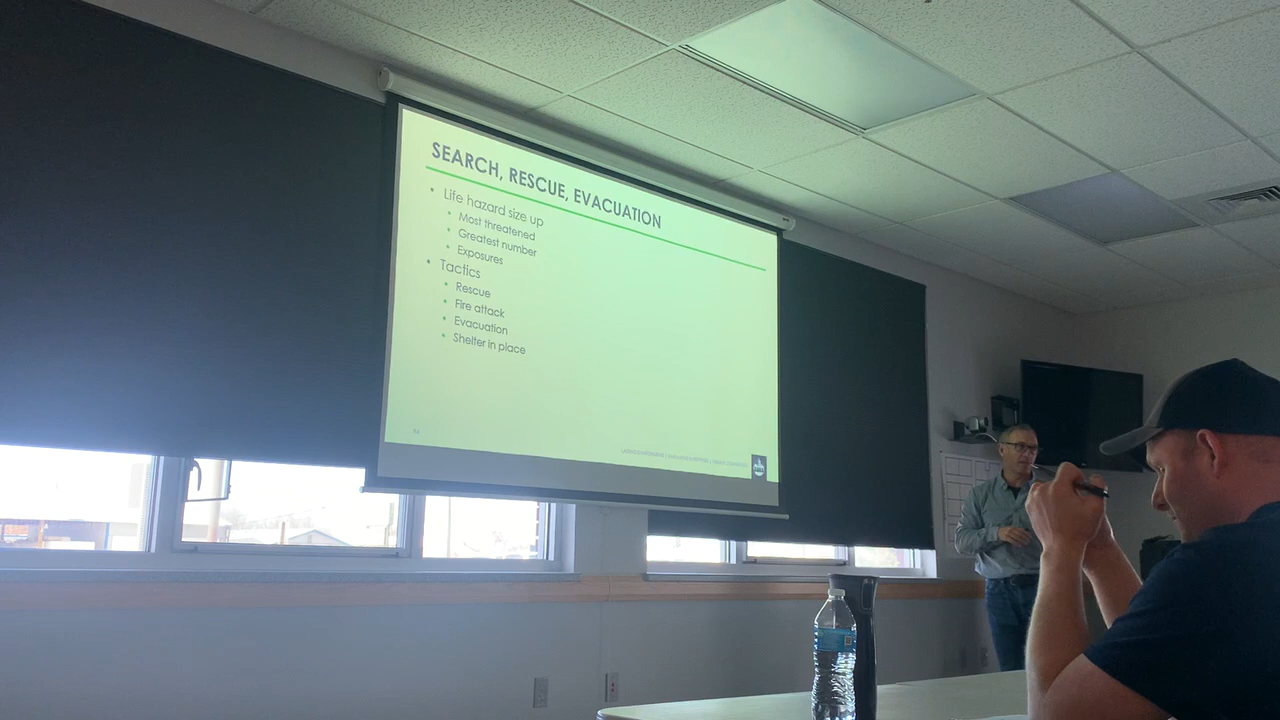 SEARCH, RESCUE, EVACUATION
• Life hazard size up
• Most threatened
• Greatest number
• Exposures
• Tactics
• Rescue
• Fire attack
• Evacuation
• Shelter in place